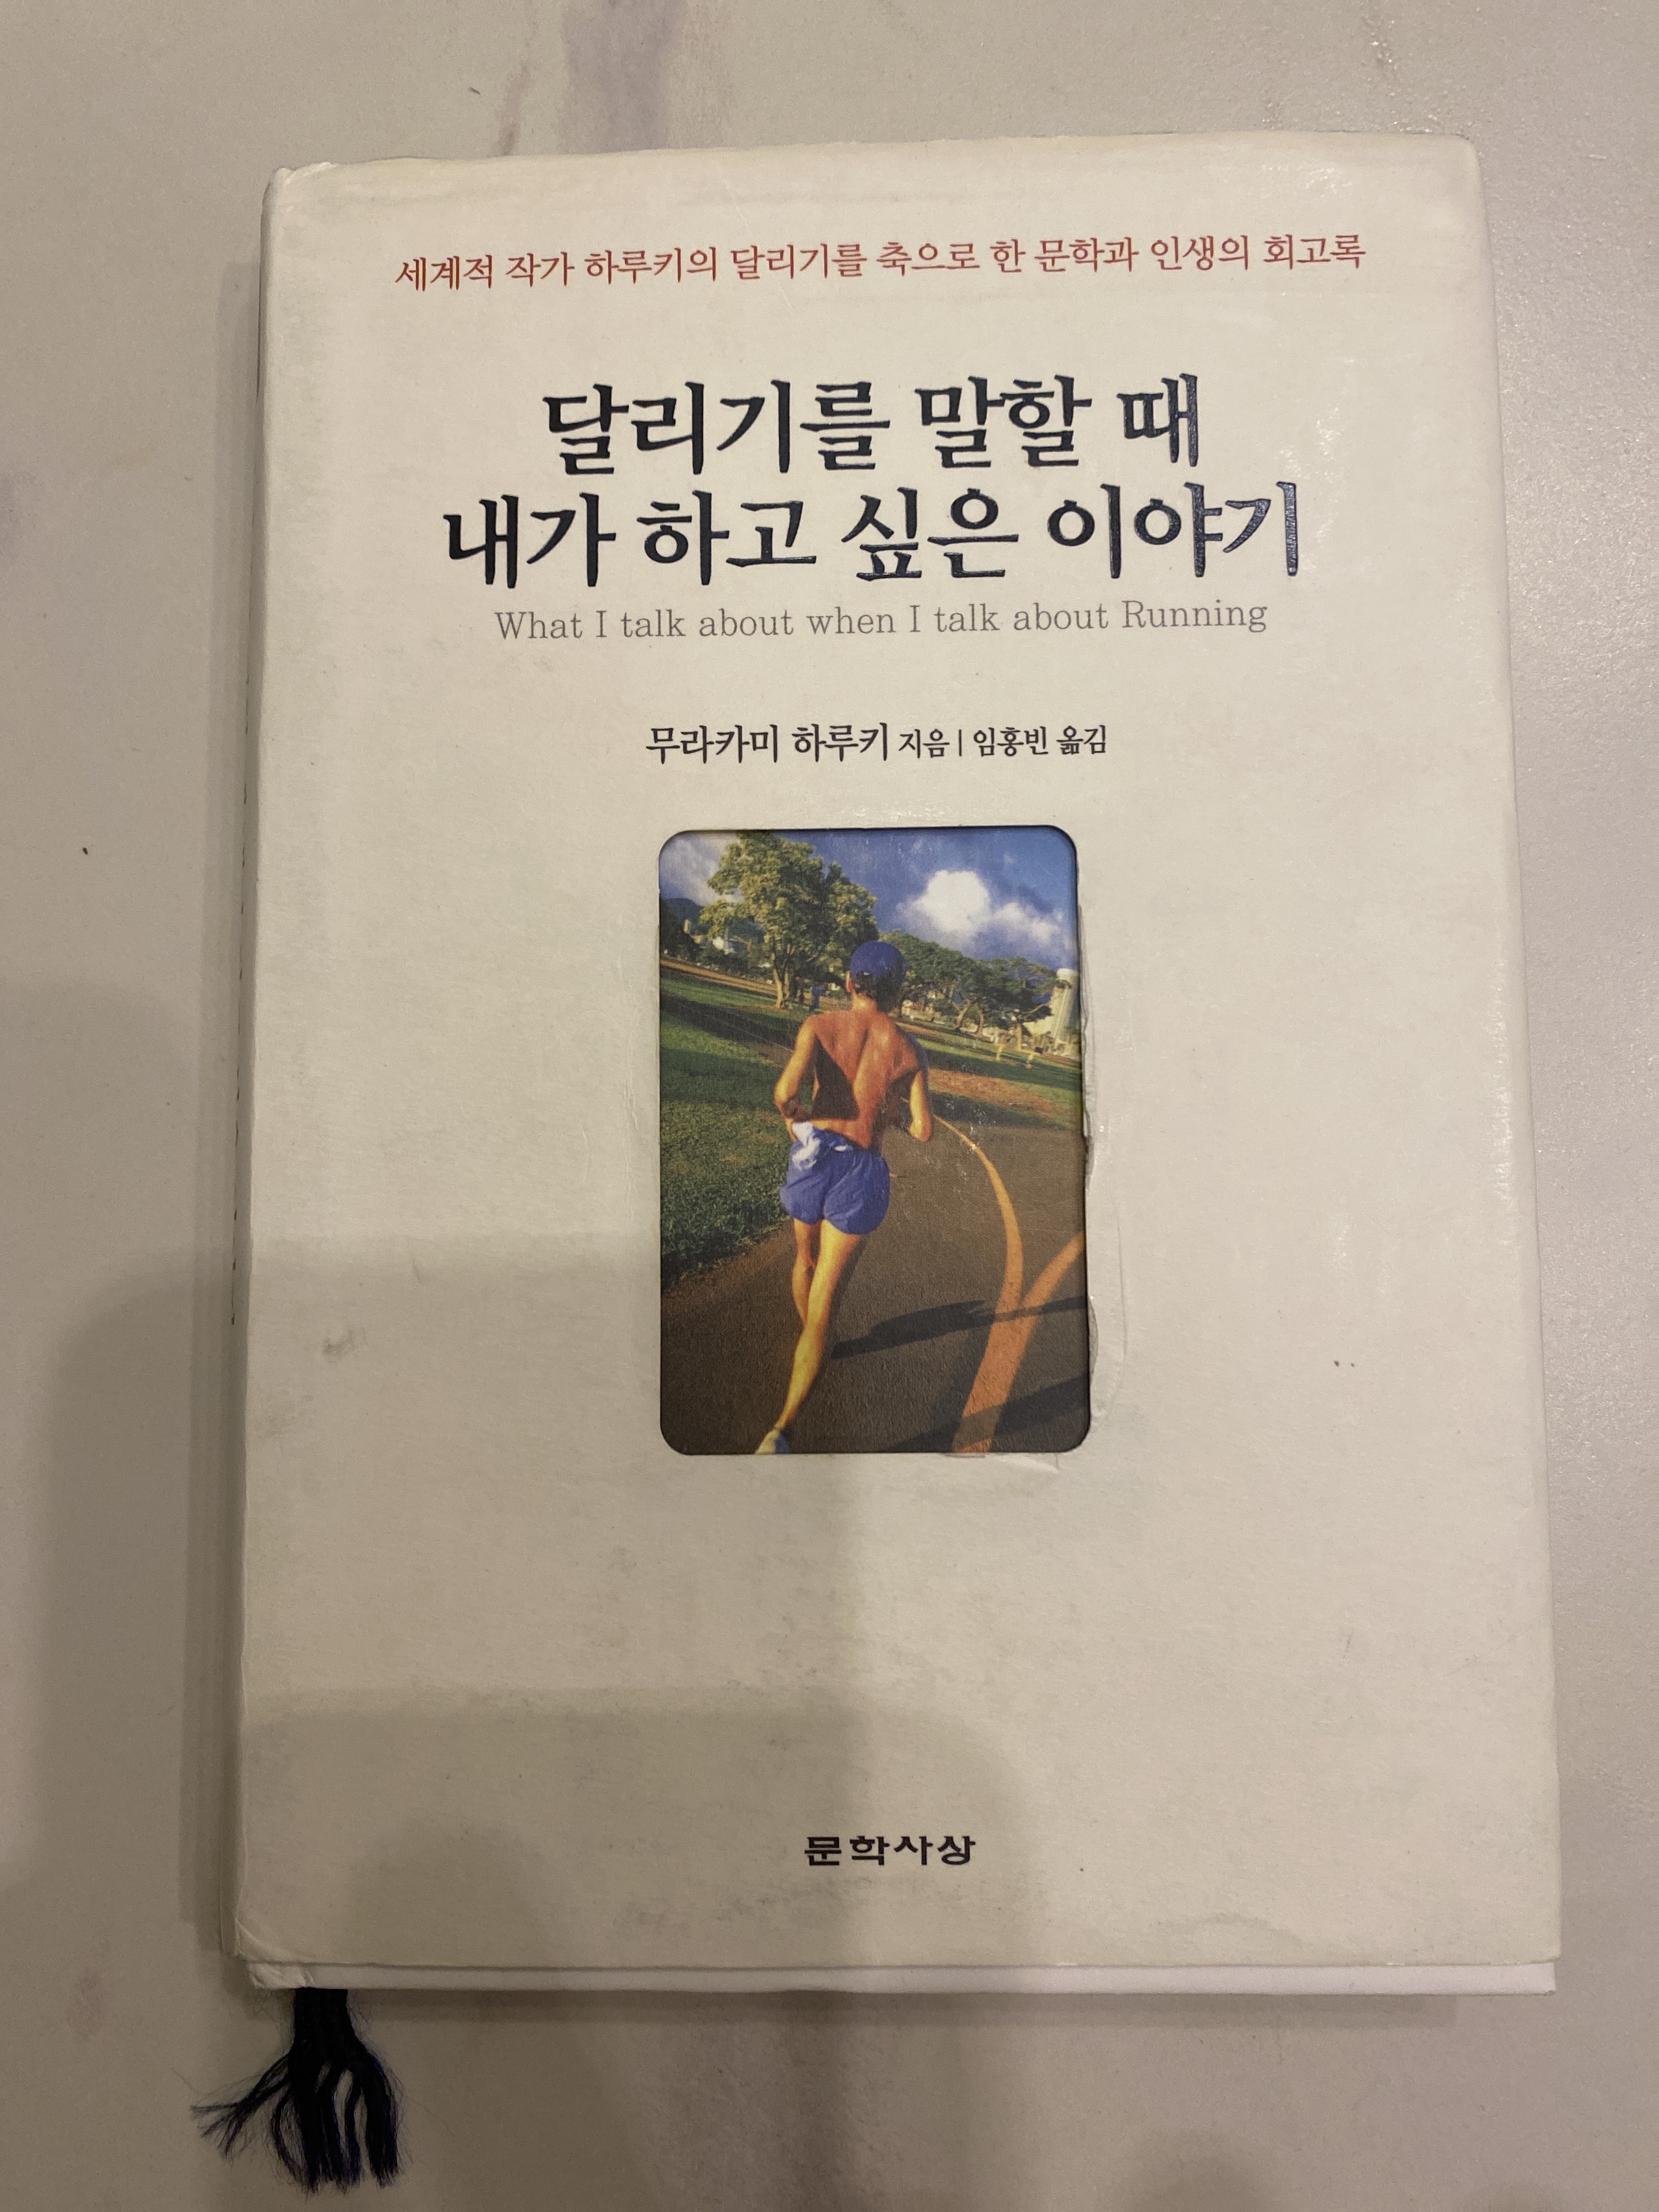 세계적 작가 하루키의 달리기를 축으로 한 문학과 인생의 회고록
달리기를 말할 때
내가 하고 싶은 이야기
What I talk about when I talk about Running
무라카미 하루키 지음 | 임홍빈 옮김
문학사상